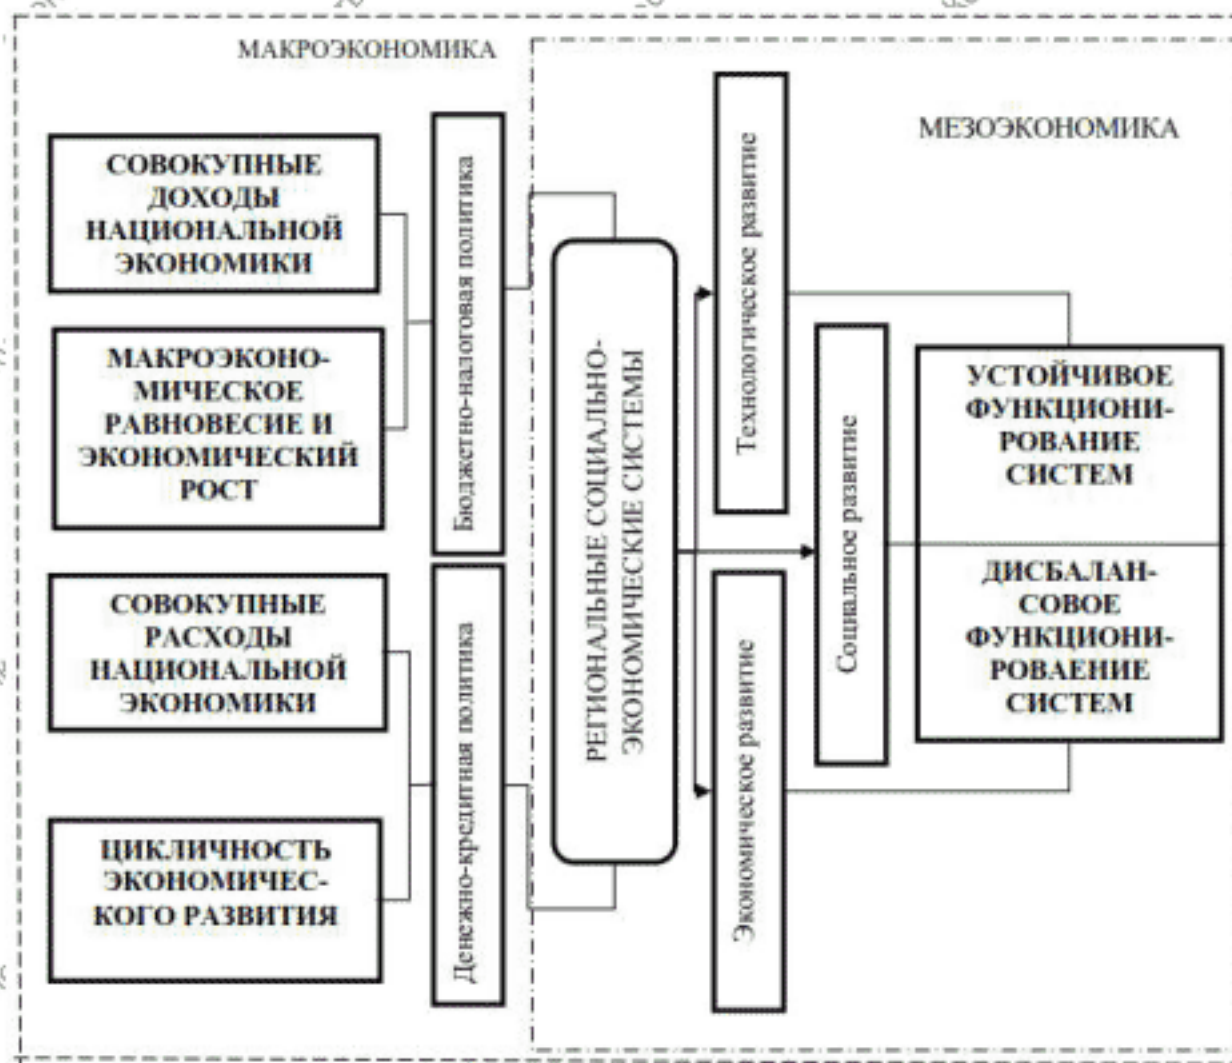 МАКРОЭКОНОМИКА
СОВОКУПНЫЕ
ДОХОДЫ
НАЦИОНАЛЬНОЙ
ЭКОНОМИКИ
МАКРОЭКОНО-
МИЧЕСКОЕ
РАВНОВЕСИЕ И
ЭКОНОМИЧЕСКИЙ
РОСТ
СОВОКУПНЫЕ
РАСХОДЫ
НАЦИОНАЛЬНОЙ
ЭКОНОМИКИ
ЦИКЛИЧНОСТЬ
ЭКОНОМИЧЕС-
КОГО РАЗВИТИЯ
Бюджетно-налоговая политика
Денежно-кредитная политика
РЕГИОНАЛЬНЫЕ СОЦИАЛЬНО-
ЭКОНОМИЧЕСКИЕ СИСТЕМЫ
МЕЗОЭКОНОМИКА
Технологическое развитие
Социальное развитие
Экономическое развитие
УСТОЙЧИВОЕ
ФУНКЦИОНИ-
РОВАНИЕ
СИСТЕМ
ДИСБАЛАН-
СОВОЕ
ФУНКЦИОНИ-
РОВАЕНИЕ
СИСТЕМ